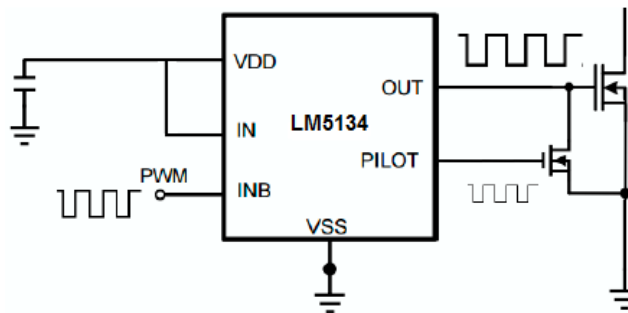 VDD
OUT
LM5134
IN
PILOT
PWM
INB
VSS